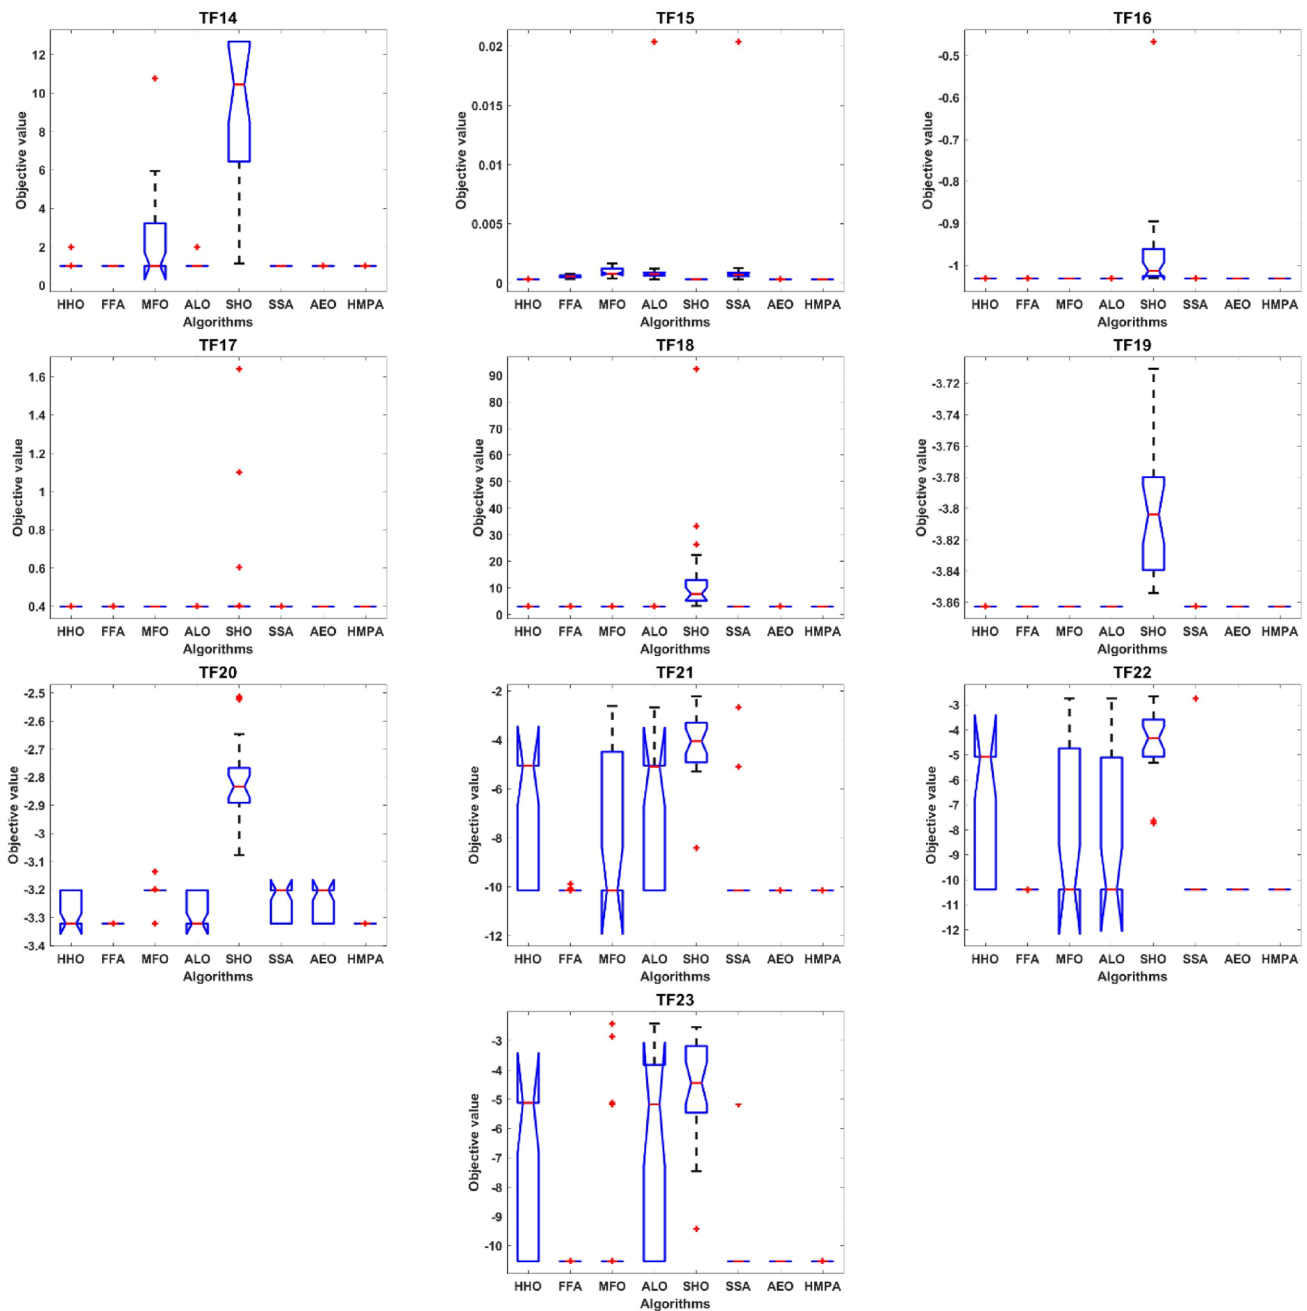 TF14
Objective value
12
10
8
6
4
2
0
HHO FFA MFO ALO SHO SSA AEO HMPA
Algorithms
TF15
Objective value
0.02
0.015
0.01
0.005
0
HHO FFA MFO ALO SHO SSA AEO HMPA
Algorithms
TF16
Objective value
-0.5
-0.6
-0.7
-0.8
-0.9
-1
HHO FFA MFO ALO SHO SSA AEO HMPA
Algorithms
TF17
Objective value
1.6
1.4
1.2
1
0.8
0.6
0.4
HHO FFA MFO ALO SHO SSA AEO HMPA
Algorithms
TF18
Objective value
90
80
70
60
50
40
30
20
10
0
HHO FFA MFO ALO SHO SSA AEO HMPA
Algorithms
TF19
Objective value
-3.72
-3.74
-3.76
-3.78
-3.8
-3.82
-3.84
-3.86
HHO FFA MFO ALO SHO SSA AEO HMPA
Algorithms
TF20
Objective value
-2.5
-2.6
-2.7
-2.8
-2.9
-3
-3.1
-3.2
-3.3
-3.4
HHO FFA MFO ALO SHO SSA AEO HMPA
Algorithms
TF21
Objective value
-2
-4
-6
-8
-10
-12
HHO FFA MFO ALO SHO SSA AEO HMPA
Algorithms
TF22
Objective value
-3
-4
-5
-6
-7
-8
-9
-10
-11
-12
HHO FFA MFO ALO SHO SSA AEO HMPA
Algorithms
TF23
Objective value
-3
-4
-5
-6
-7
-8
-9
-10
HHO FFA MFO ALO SHO SSA AEO HMPA
Algorithms